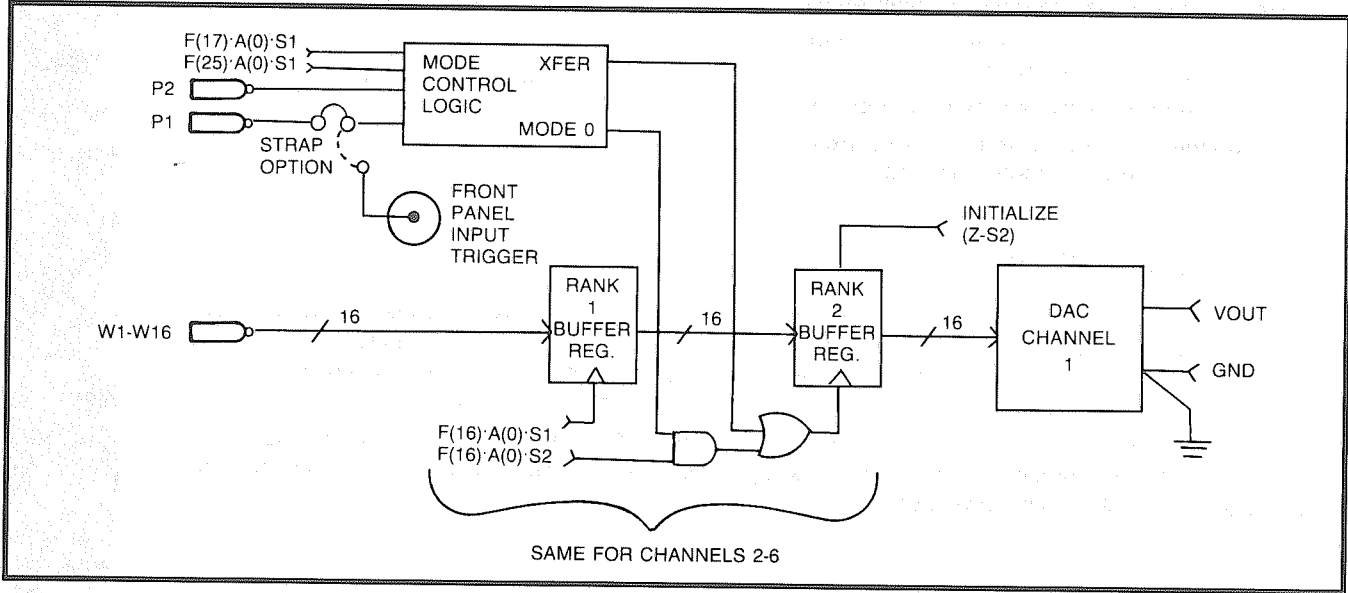 F(17)·A(0)·S1
F(25)·A(0)·S1
P2
P1
STRAP
OPTION
MODE
CONTROL
LOGIC
XFER
MODE 0
FRONT
PANEL
INPUT
TRIGGER
INITIALIZE
(Z-S2)
W1-W16
16
RANK
1
BUFFER
REG.
16
RANK
2
BUFFER
REG.
16
DAC
CHANNEL
1
VOUT
GND
F(16)·A(0)·S1
F(16)·A(0)·S2
SAME FOR CHANNELS 2-6